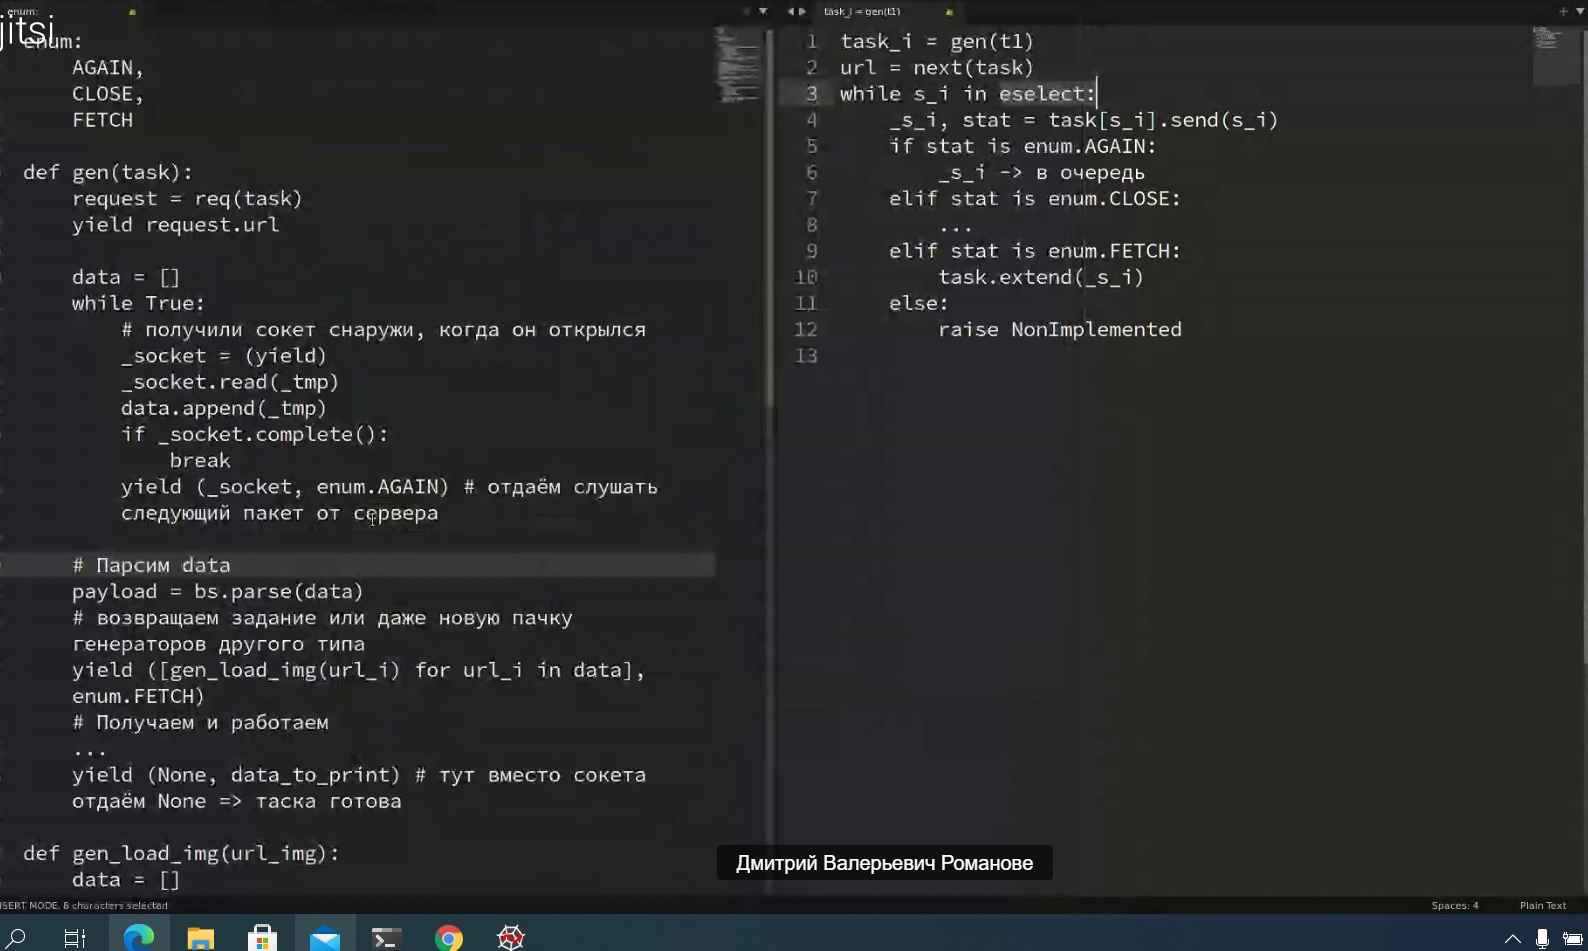 enum:
jitsi
enum:
    AGAIN,
    CLOSE,
    FETCH
def gen(task):
    request = req(task)
    yield request.url
    data = []
    while True:
        # получили сокет снаружи, когда он открылся
        _socket = (yield)
        _socket.read(_tmp)
        data.append(_tmp)
        if _socket.complete():
            break
        yield (_socket, enum.AGAIN) # отдаём слушать
        следующий пакет от сервера
    # Парсим data
    payload = bs.parse(data)
    # возвращаем задание или даже новую пачку
    генераторов другого типа
    yield ([gen_load_img(url_i) for url_i in data],
    enum.FETCH)
    # Получаем и работаем
    ...
    yield (None, data_to_print) # тут вместо сокета
    отдаём None => таска готова
def gen_load_img(url_img):
    data = []
task_i = gen(t1)
1 task_i = gen(t1)
2 url = next(task)
3 while s_i in eselect:
4     _s_i, stat = task[s_i].send(s_i)
5     if stat is enum.AGAIN:
6         _s_i -> в очередь
7     elif stat is enum.CLOSE:
8         ...
9     elif stat is enum.FETCH:
10         task.extend(_s_i)
11     else:
12         raise NonImplemented
13
Дмитрий Валерьевич Романове
SERT MODE, 8 characters selected
Spaces: 4
Plain Text